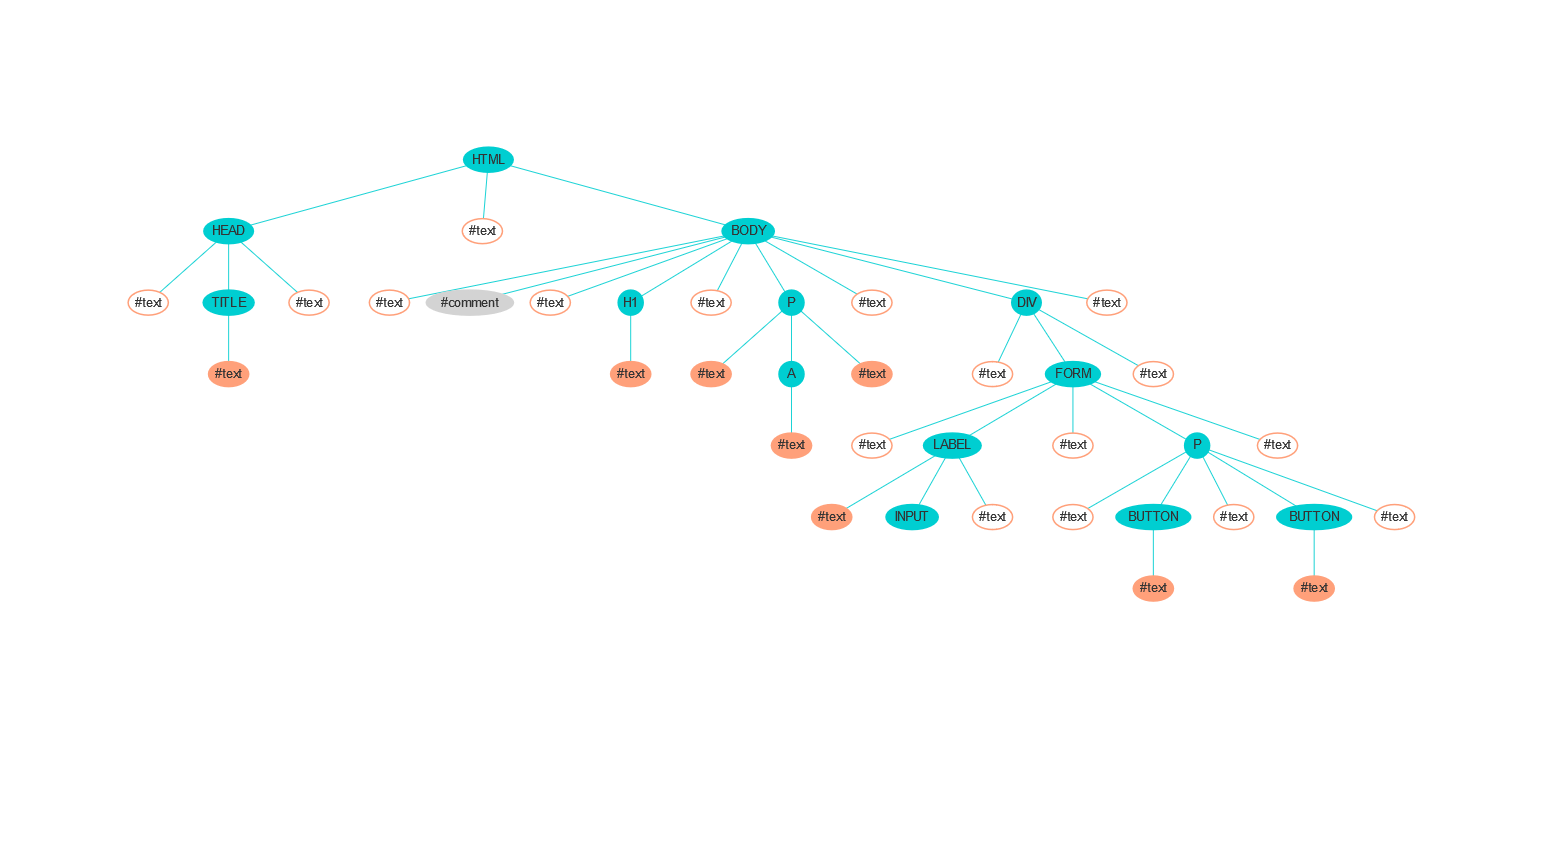 HTML
HEAD #text BODY
#text TITLE #text #text #comment #text H1 #text P #text DIV #text
#text #text #text A #text #text FORM #text
#text #text LABEL #text P #text
#text INPUT #text #text BUTTON #text BUTTON #text
#text #text